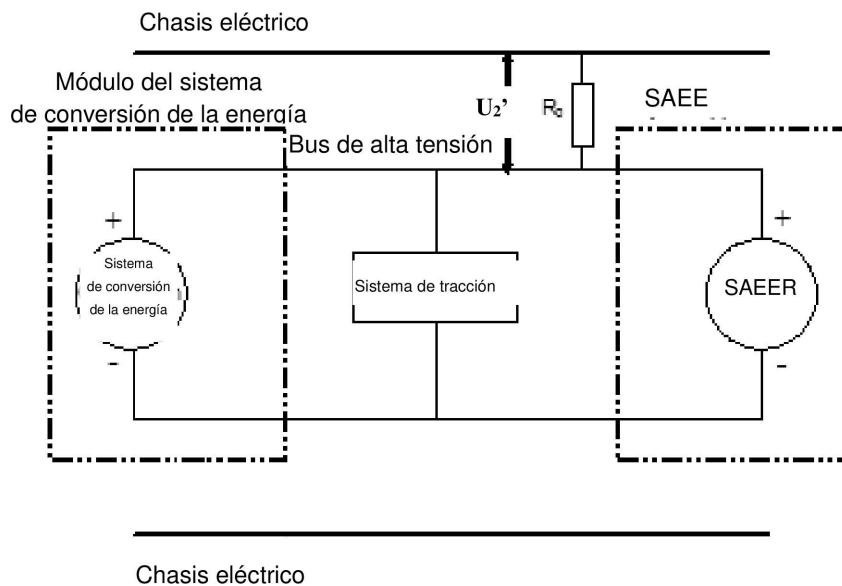 Chasis eléctrico
Módulo del sistema
de conversión de la energía
U₂’
R₀
SAEE
Bus de alta tensión
+
Sistema
de conversión
de la energía
-
Sistema de tracción
+
SAEER
-
Chasis eléctrico